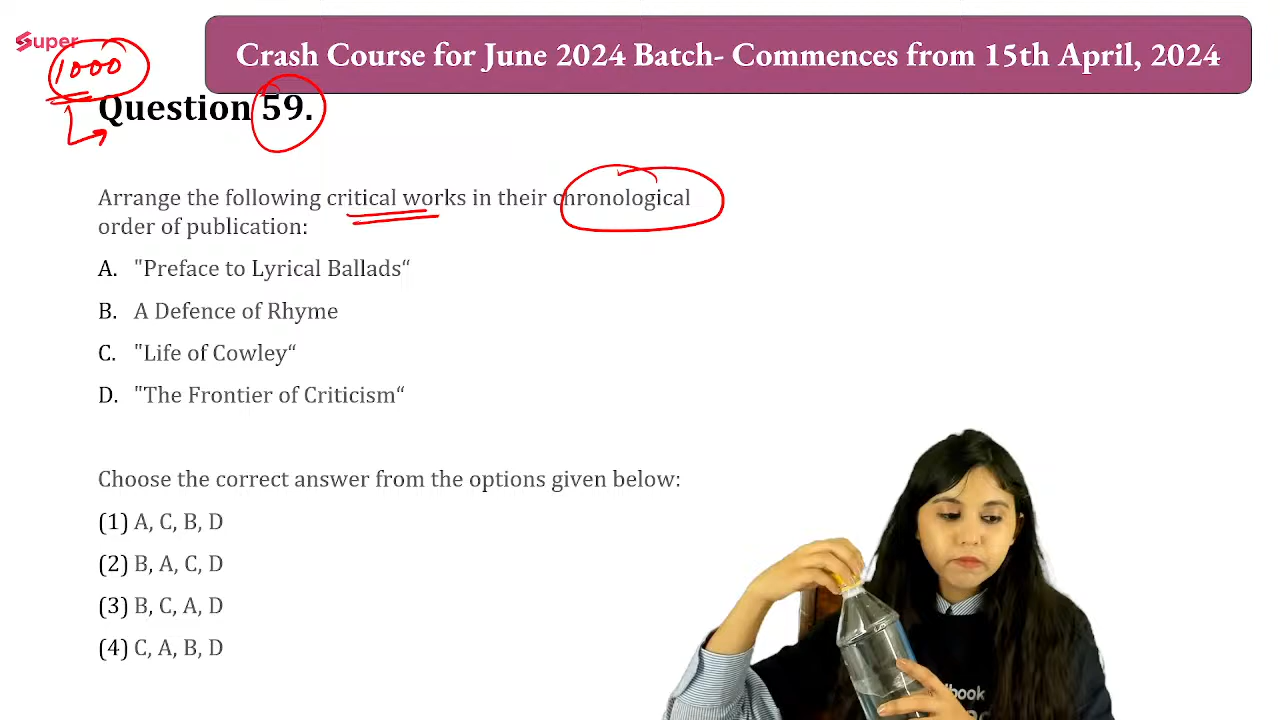 Super
Crash Course for June 2024 Batch- Commences from 15th April, 2024
1000
Question 59.
Arrange the following critical works in their chronological
order of publication:
A. "Preface to Lyrical Ballads“
B. A Defence of Rhyme
C. "Life of Cowley“
D. "The Frontier of Criticism“
Choose the correct answer from the options given below:
(1) A, C, B, D
(2) B, A, C, D
(3) B, C, A, D
(4) C, A, B, D